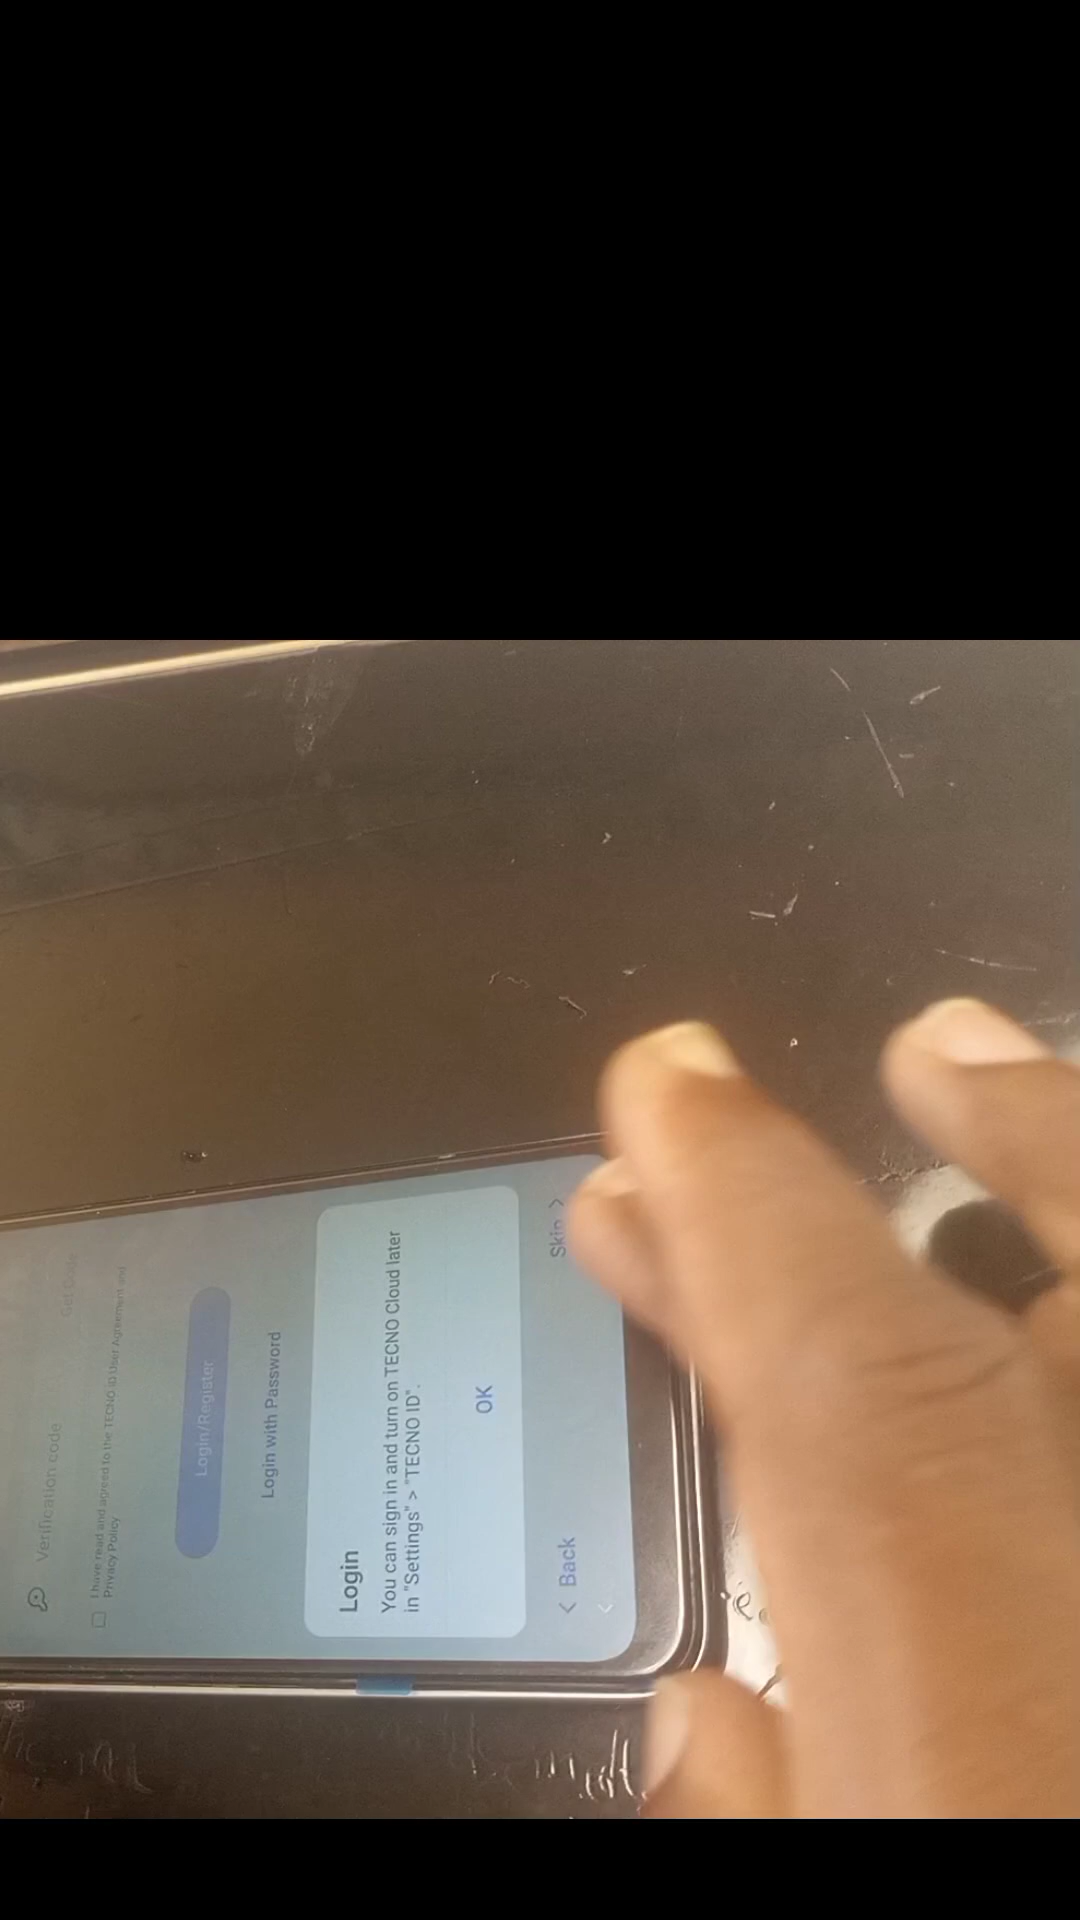 Verification code
Get Code
I have read and agreed to the TECNO ID User Agreement and
Privacy Policy
Login/Register
Login with Password
Login
You can sign in and turn on TECNO Cloud later
in "Settings" > "TECNO ID".
OK
< Back
Skip >